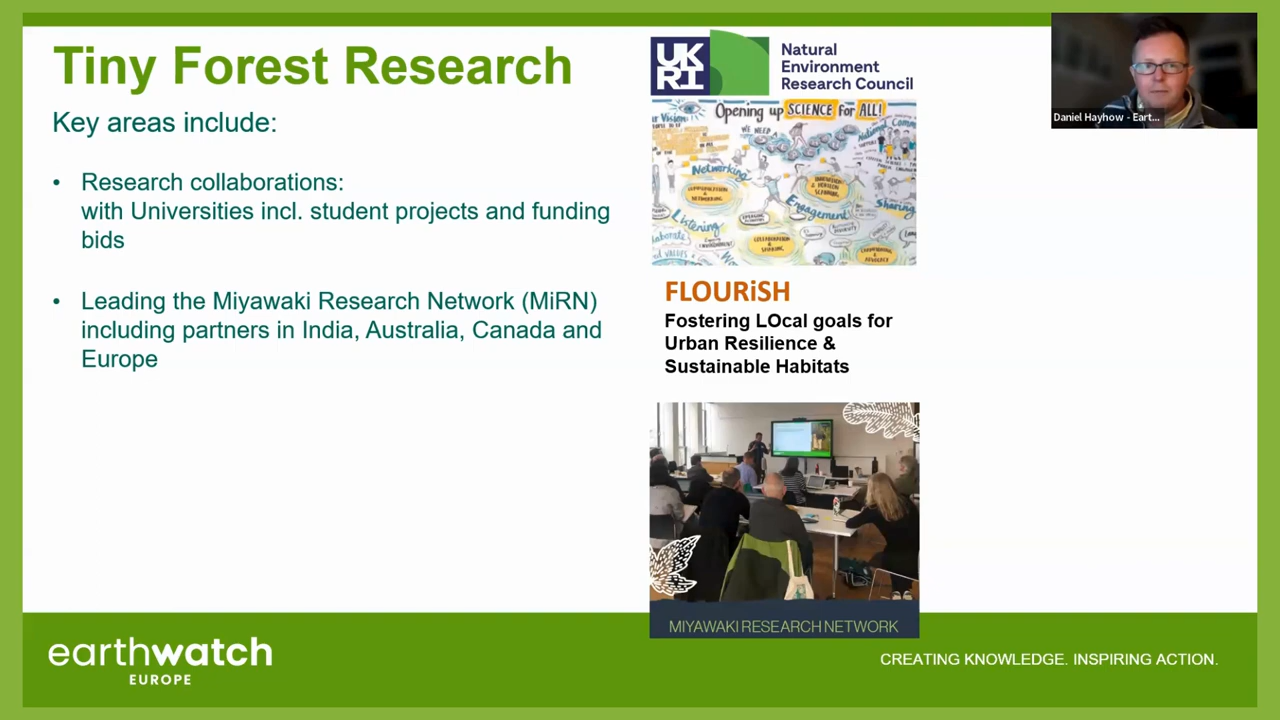 Tiny Forest Research
Key areas include:
• Research collaborations:
with Universities incl. student projects and funding
bids
• Leading the Miyawaki Research Network (MiRN)
including partners in India, Australia, Canada and
Europe
UK
RI
Natural
Environment
Research Council
Opening up SCIENCE for ALL!
WE NEED A
Networking
Listening
Engagement
Sharing
FLOURiSH
Fostering LOcal goals for
Urban Resilience &
Sustainable Habitats
MIYAWAKI RESEARCH NETWORK
Daniel Hayhow - Eart...
earthwatch
EUROPE
CREATING KNOWLEDGE. INSPIRING ACTION.